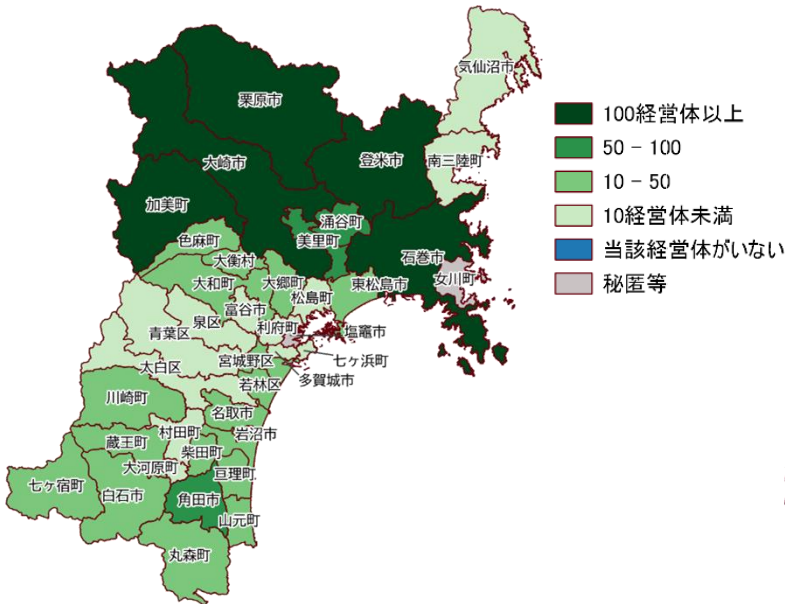 気仙沼市
栗原市
大崎市
登米市
南三陸町
加美町
涌谷町
美里町
色麻町
石巻市
大衡村
女川町
大和町
大郷町
東松島市
松島町
富谷市
泉区
利府町
塩竈市
青葉区
七ヶ浜町
宮城野区
太白区
多賀城市
若林区
川崎町
名取市
村田町
岩沼市
蔵王町
柴田町
大河原町
亘理町
七ヶ宿町
白石市
角田市
山元町
丸森町
100経営体以上
50 - 100
10 - 50
10経営体未満
当該経営体がいない
秘匿等